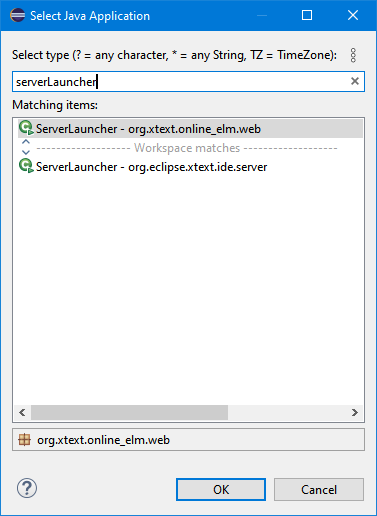 Select Java Application
Select type (? = any character, * = any String, TZ = TimeZone):
serverLauncher
Matching items:
ServerLauncher - org.xtext.online_elm.web
Workspace matches
ServerLauncher - org.eclipse.xtext.ide.server
org.xtext.online_elm.web
OK Cancel